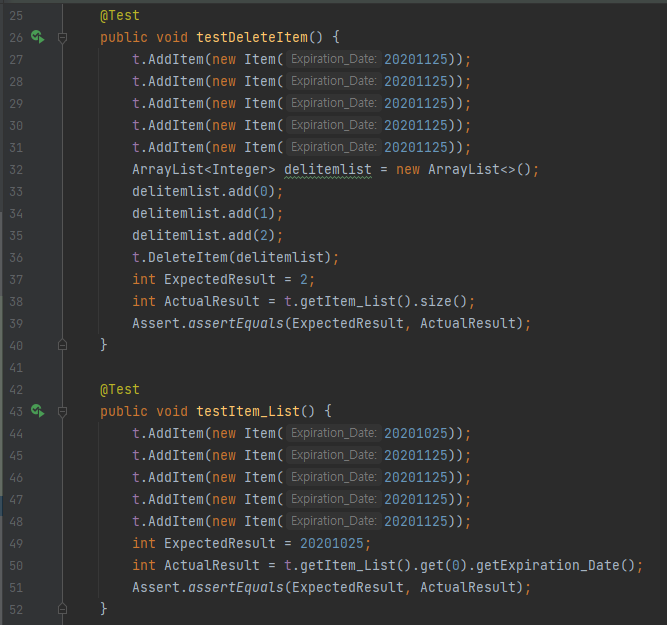 25 @Test
26 public void testDeleteItem() {
27 t.AddItem(new Item( Expiration_Date: 20201125));
28 t.AddItem(new Item( Expiration_Date: 20201125));
29 t.AddItem(new Item( Expiration_Date: 20201125));
30 t.AddItem(new Item( Expiration_Date: 20201125));
31 t.AddItem(new Item( Expiration_Date: 20201125));
32 ArrayList<Integer> delitemlist = new ArrayList<>();
33 delitemlist.add(0);
34 delitemlist.add(1);
35 delitemlist.add(2);
36 t.DeleteItem(delitemlist);
37 int ExpectedResult = 2;
38 int ActualResult = t.getItem_List().size();
39 Assert.assertEquals(ExpectedResult, ActualResult);
40 }
41
42 @Test
43 public void testItem_List() {
44 t.AddItem(new Item( Expiration_Date: 20201025));
45 t.AddItem(new Item( Expiration_Date: 20201125));
46 t.AddItem(new Item( Expiration_Date: 20201125));
47 t.AddItem(new Item( Expiration_Date: 20201125));
48 t.AddItem(new Item( Expiration_Date: 20201125));
49 int ExpectedResult = 20201025;
50 int ActualResult = t.getItem_List().get(0).getExpiration_Date();
51 Assert.assertEquals(ExpectedResult, ActualResult);
52 }